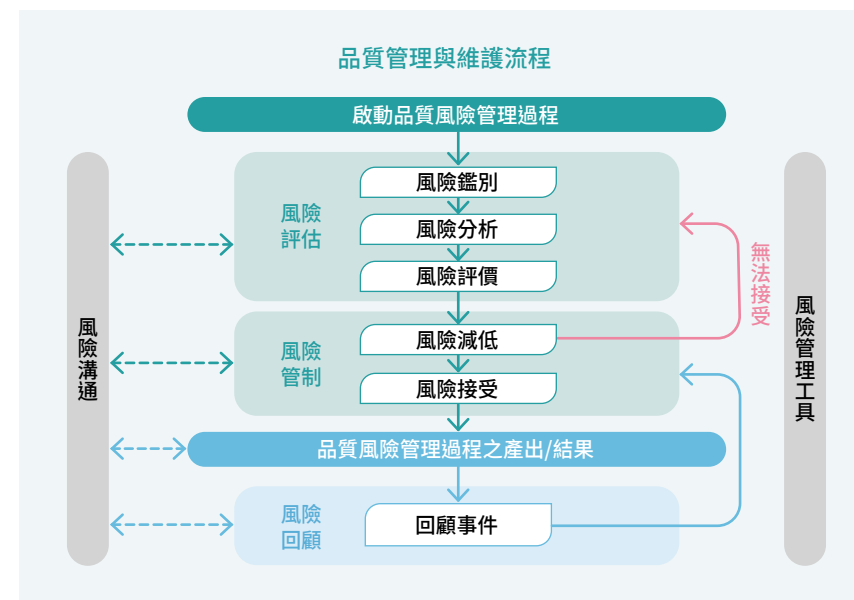 品質管理與維護流程
啟動品質風險管理過程
風險
評估
風險鑑別
風險分析
風險評價
無法接受
風險溝通
風險管理工具
風險
管制
風險減低
風險接受
品質風險管理過程之產出/結果
風險
回顧
回顧事件